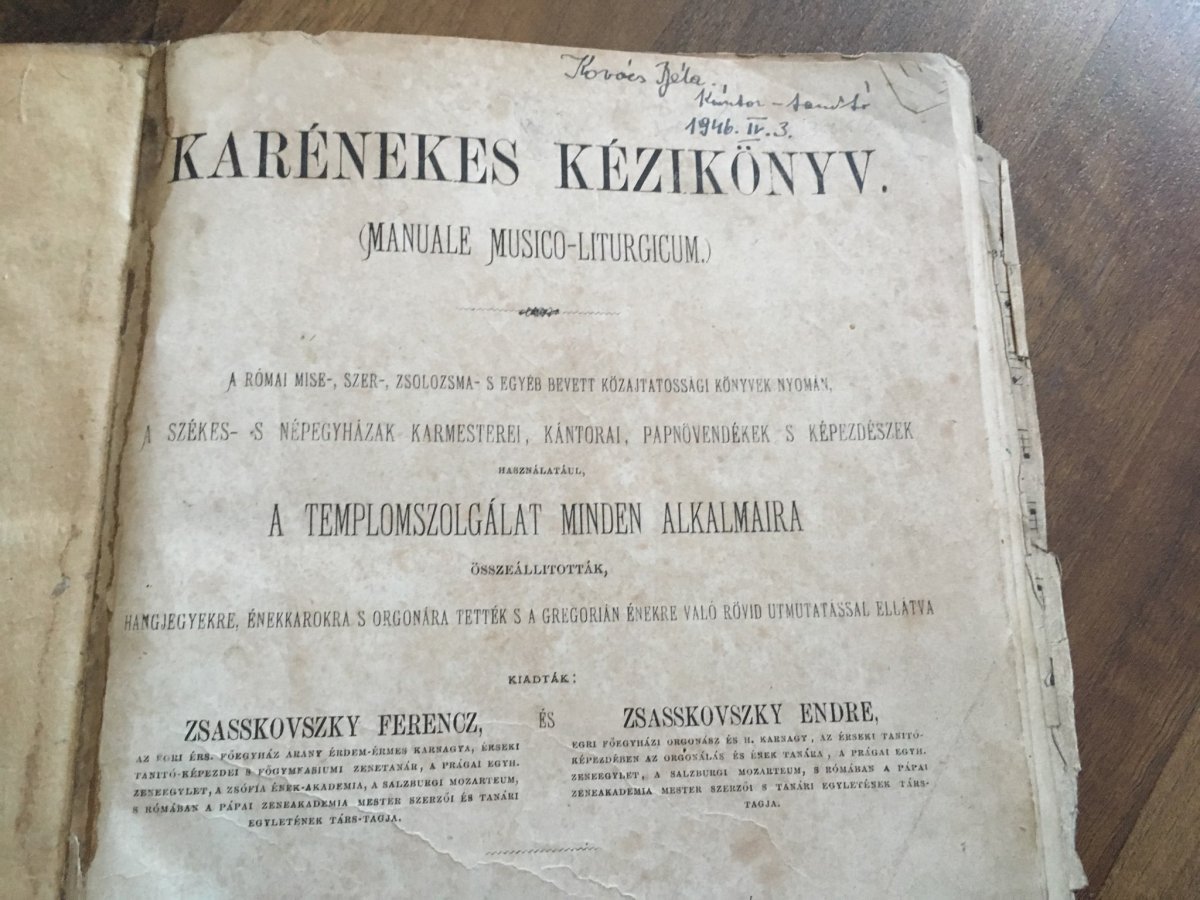 Kovács Béla.
Kántor-tanító
1946. IV. 3.
KARÉNEKES KÉZIKÖNYV.
(MANUALE MUSICO-LITURGICUM.)
A RÓMAI MISE-, SZER-, ZSOLOZSMA- S EGYÉB BEVETT KÖZAJTATOSSÁGI KÖNYVEK NYOMÁN,
A SZÉKES- S NÉPEGYHÁZAK KARMESTEREI, KÁNTORAI, PAPNÖVENDÉKEK S KÉPEZDÉSZEK
HASZNÁLATÁUL,
A TEMPLOMSZOLGÁLAT MINDEN ALKALMAIRA
ÖSSZEÁLLITOTTÁK,
HANGJEGYEKRE, ÉNEKKAROKRA S ORGONÁRA TETTÉK S A GREGORIÁN ÉNEKRE VALÓ RÖVID UTMUTATÁSSAL ELLÁTVA
KIADTÁK:
ZSASSKOVSZKY FERENCZ, ÉS ZSASSKOVSZKY ENDRE,
AZ EGRI ÉRS. FŐEGYHÁZ ARANY ÉRDEM-ÉRMES KARNAGYA, ÉRSEKI
TANITÓ-KÉPEZDEI S FŐGYMFASIUMI ZENETANÁR, A PRÁGAI EGYH.
ZENEEGYLET, A ZSÓFIA ÉNEK-AKADEMIA, A SALZBURGI MOZARTEUM,
S RÓMÁBAN A PÁPAI ZENEAKADEMIA MESTER SZERZŐI ÉS TANÁRI
EGYLETÉNEK TÁRS-TAGJA.
EGRI FŐEGYHÁZI ORGONÁSZ ÉS H. KARNAGY, AZ ÉRSEKI TANITÓ-
KÉPEZDÉBEN AZ ORGONÁLÁS ÉS ÉNEK TANÁRA, A PRÁGAI EGYH.
ZENEEGYLET, A SALZBURGI MOZARTEUM, S RÓMÁBAN A PÁPAI
ZENEAKADEMIA MESTER SZERZŐI S TANÁRI EGYLETÉNEK TÁRS-
TAGJA.